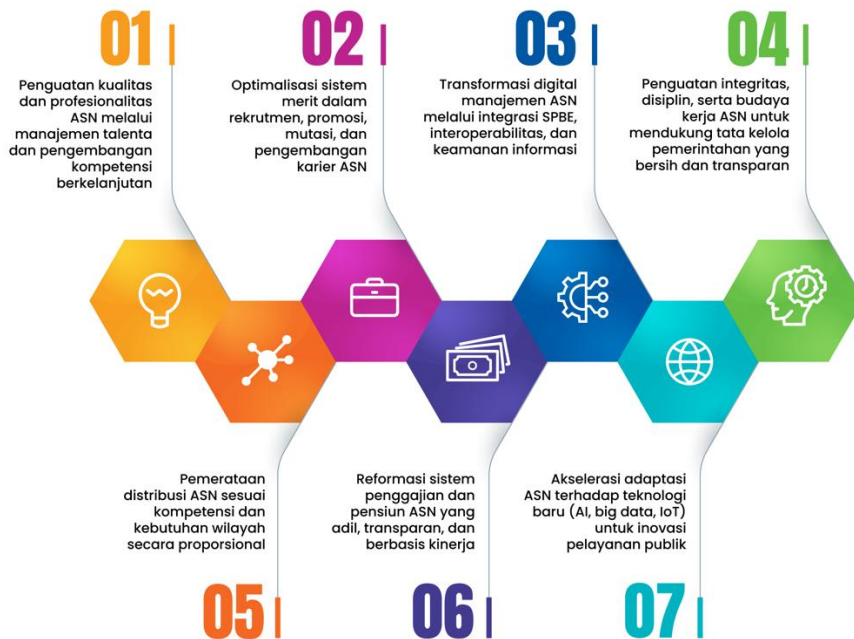 01
Penguatan kualitas
dan profesionalitas
ASN melalui
manajemen talenta
dan pengembangan
kompetensi
berkelanjutan
02
Optimalisasi sistem
merit dalam
rekrutmen, promosi,
mutasi, dan
pengembangan
karier ASN
03
Transformasi digital
manajemen ASN
melalui integrasi SPBE,
interoperabilitas, dan
keamanan informasi
04
Penguatan integritas,
disiplin, serta budaya
kerja ASN untuk
mendukung tata kelola
pemerintahan yang
bersih dan transparan
Pemerataan
distribusi ASN sesuai
kompetensi dan
kebutuhan wilayah
secara proporsional
05
Reformasi sistem
penggajian dan
pensiun ASN yang
adil, transparan, dan
berbasis kinerja
06
Akselerasi adaptasi
ASN terhadap teknologi
baru (AI, big data, IoT)
untuk inovasi
pelayanan publik
07